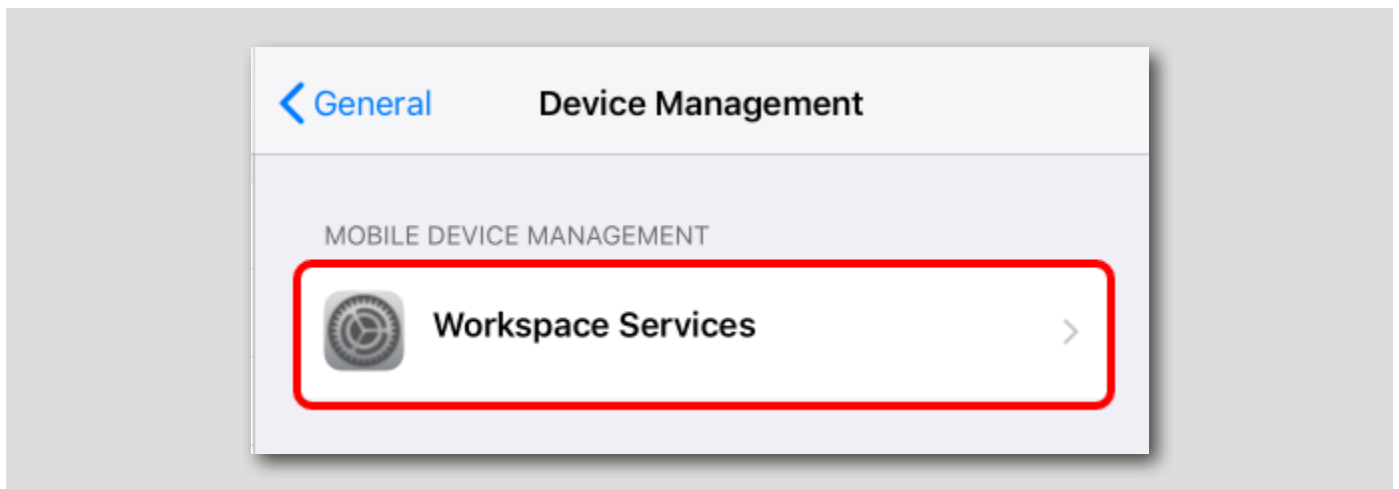 General Device Management
MOBILE DEVICE MANAGEMENT
Workspace Services